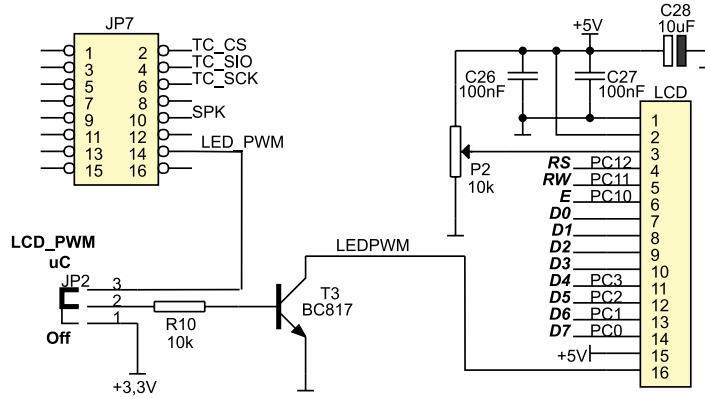 JP7
1 2 TC_CS
3 4 TC_SIO
5 6 TC_SCK
7 8
9 10 SPK
11 12
13 14 LED_PWM
15 16
C28
10uF
+5V
C26
100nF
C27
100nF
LCD
1
2
3
P2
10k
RS PC12 4
RW PC11 5
E PC10 6
D0 7
D1 8
D2 9
D3 10
D4 PC3 11
D5 PC2 12
D6 PC1 13
D7 PC0 14
+5V 15
16
LEDPWM
LCD_PWM
uC
JP2
3
2
1
Off
R10
10k
T3
BC817
+3,3V